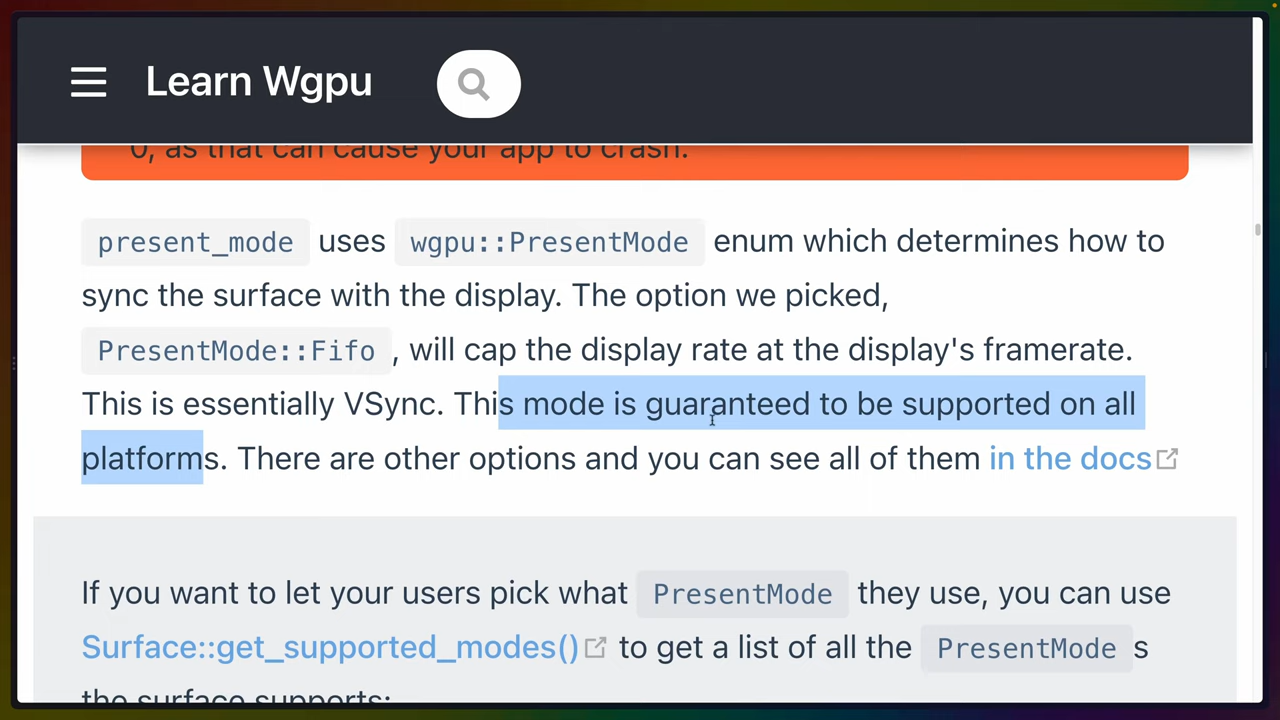 Learn Wgpu
0, as that can cause your app to crash.
present_mode uses wgpu::PresentMode enum which determines how to
sync the surface with the display. The option we picked,
PresentMode::Fifo, will cap the display rate at the display's framerate.
This is essentially VSync. This mode is guaranteed to be supported on all
platforms. There are other options and you can see all of them in the docs
If you want to let your users pick what PresentMode they use, you can use
Surface::get_supported_modes() to get a list of all the PresentMode s
the surface supports: